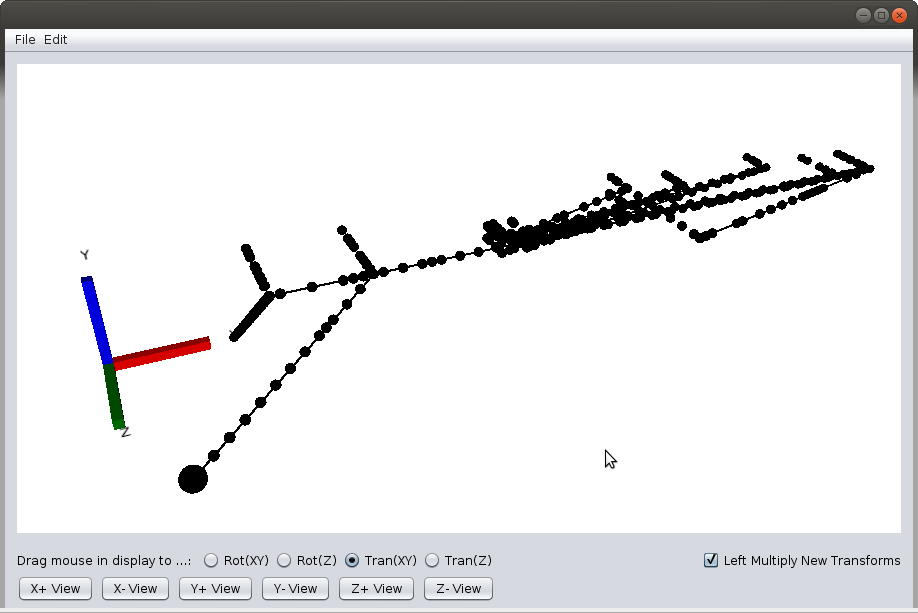 File Edit
Y
Z
Drag mouse in display to ...: Rot(XY) Rot(Z) Tran(XY) Tran(Z) Left Multiply New Transforms
X+ View X- View Y+ View Y- View Z+ View Z- View